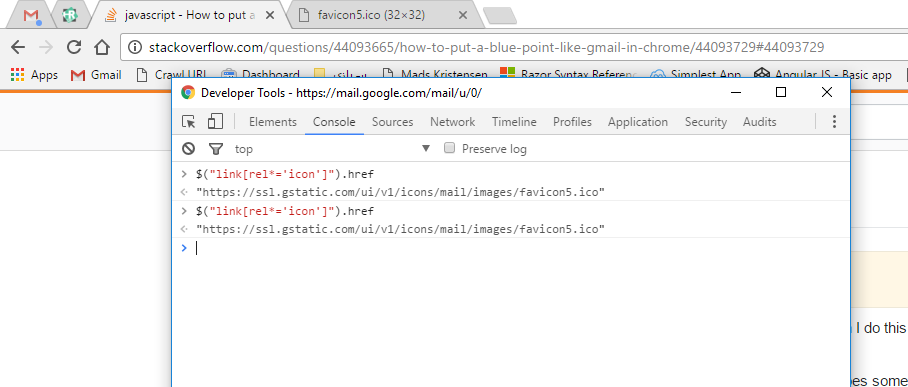 javascript - How to put a
favicon5.ico (32×32)
stackoverflow.com/questions/44093665/how-to-put-a-blue-point-like-gmail-in-chrome/44093729#44093729
Apps Gmail Crawl URL Dashboard Mads Kristensen Razor Syntax Referenc Simplest App Angular JS - Basic app
Developer Tools - https://mail.google.com/mail/u/0/
Elements Console Sources Network Timeline Profiles Application Security Audits
top Preserve log
> $("link[rel*='icon']").href
"https://ssl.gstatic.com/ui/v1/icons/mail/images/favicon5.ico"
> $("link[rel*='icon']").href
"https://ssl.gstatic.com/ui/v1/icons/mail/images/favicon5.ico"
>
I do this
oes some